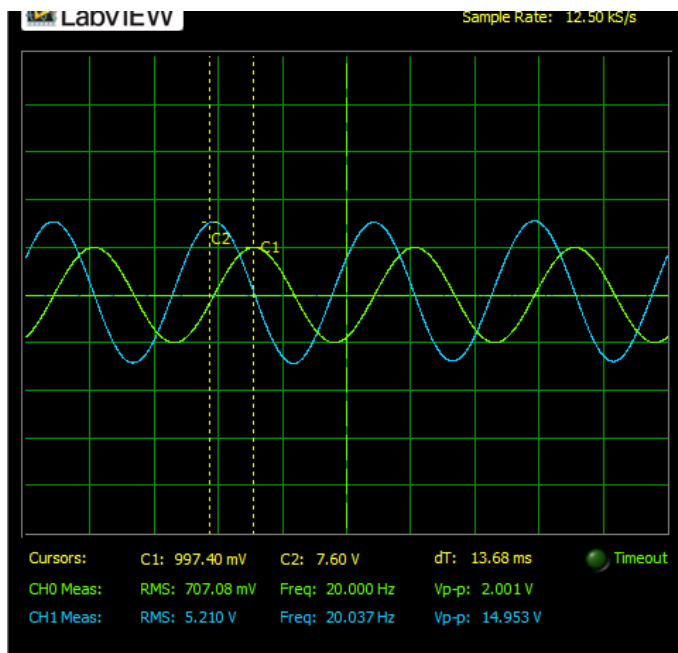 LabVIEW Sample Rate: 12.50 kS/s
C2 C1
Cursors: C1: 997.40 mV C2: 7.60 V dT: 13.68 ms Timeout
CH0 Meas: RMS: 707.08 mV Freq: 20.000 Hz Vp-p: 2.001 V
CH1 Meas: RMS: 5.210 V Freq: 20.037 Hz Vp-p: 14.953 V